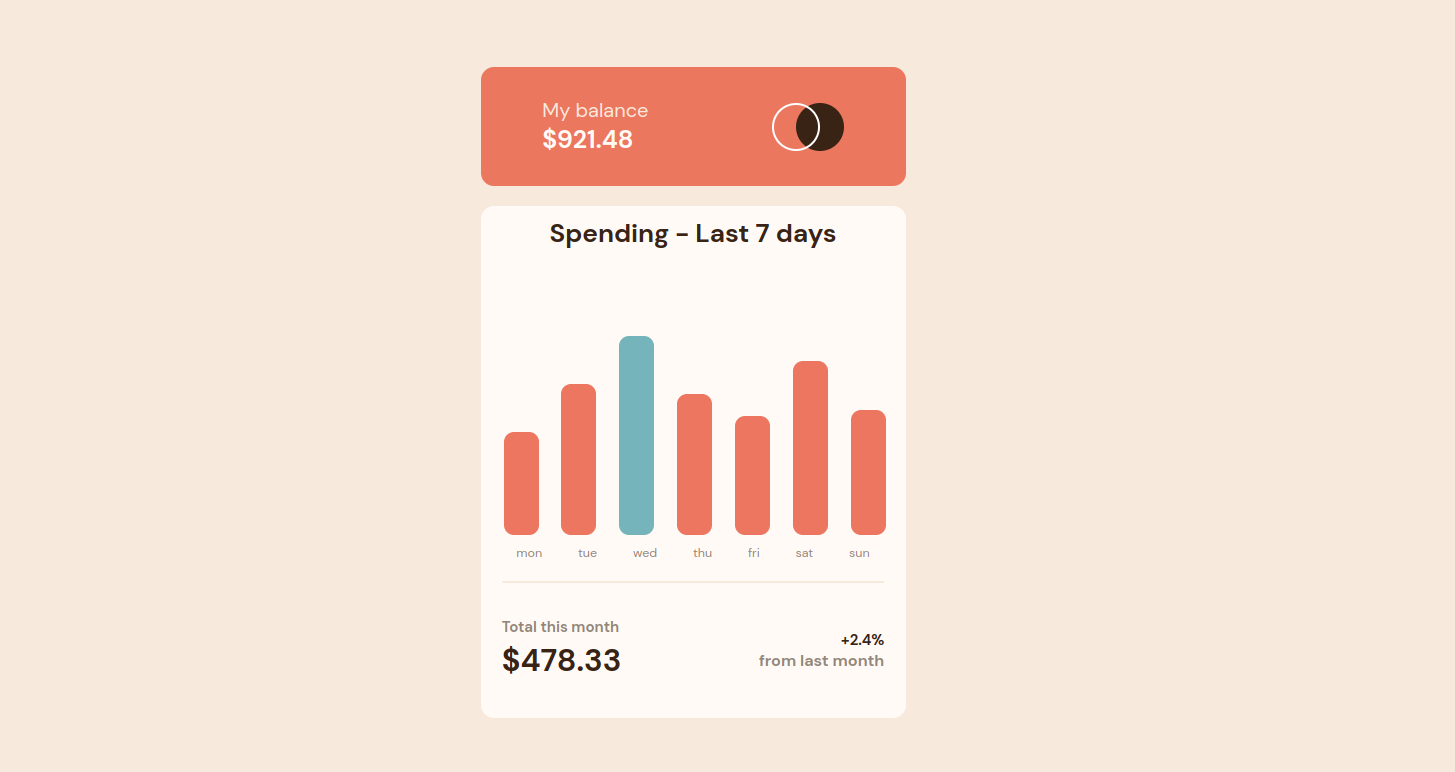 My balance
$921.48
Spending - Last 7 days
mon tue wed thu fri sat sun
Total this month
$478.33
+2.4%
from last month